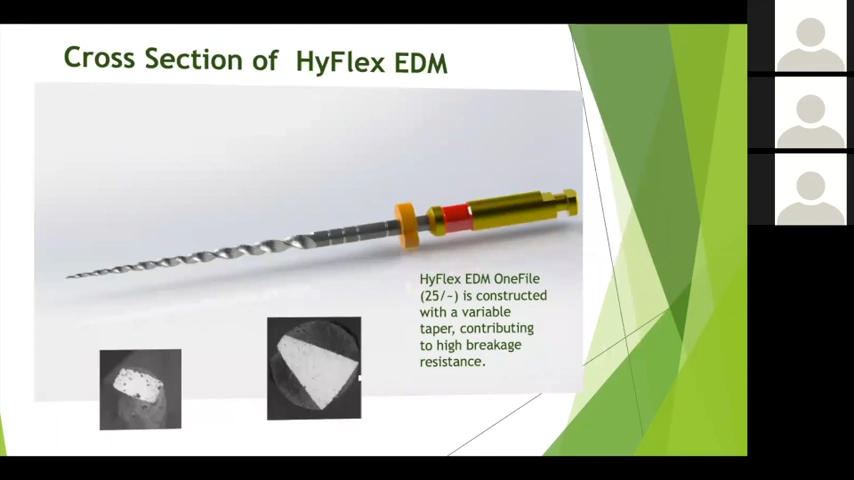 Cross Section of HyFlex EDM
HyFlex EDM OneFile
(25/~) is constructed
with a variable
taper, contributing
to high breakage
resistance.